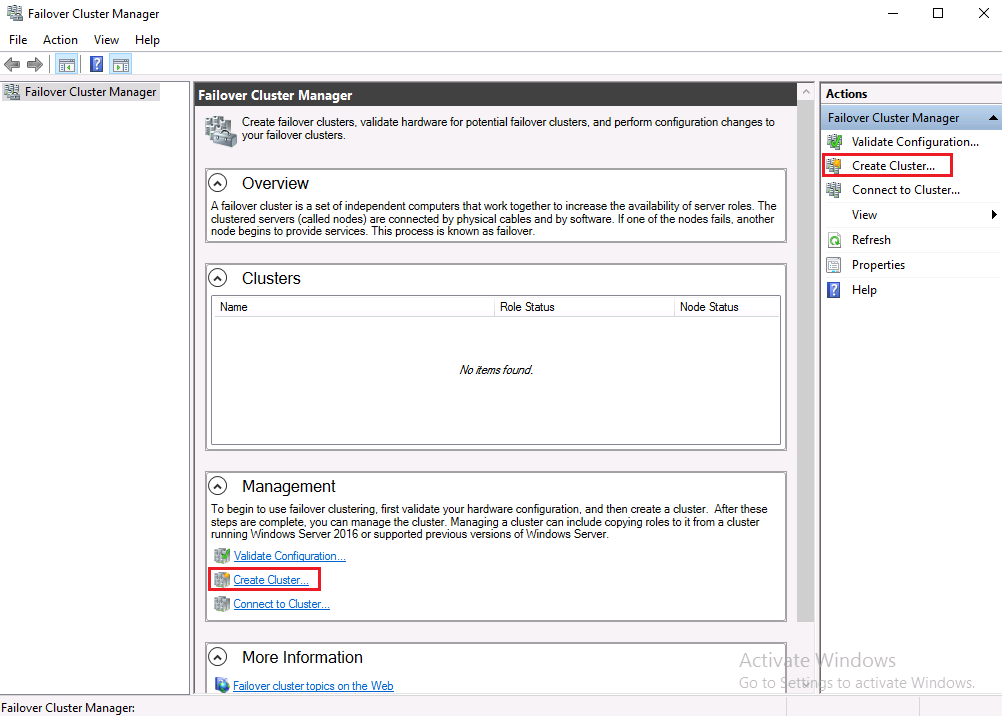 Failover Cluster Manager
File Action View Help
Failover Cluster Manager
Failover Cluster Manager
Create failover clusters, validate hardware for potential failover clusters, and perform configuration changes to
your failover clusters.
Overview
A failover cluster is a set of independent computers that work together to increase the availability of server roles. The
clustered servers (called nodes) are connected by physical cables and by software. If one of the nodes fails, another
node begins to provide services. This process is known as failover.
Clusters
Name Role Status Node Status
No items found.
Management
To begin to use failover clustering, first validate your hardware configuration, and then create a cluster. After these
steps are complete, you can manage the cluster. Managing a cluster can include copying roles to it from a cluster
running Windows Server 2016 or supported previous versions of Windows Server.
Validate Configuration...
Create Cluster...
Connect to Cluster...
More Information
Failover cluster topics on the Web
Actions
Failover Cluster Manager
Validate Configuration...
Create Cluster...
Connect to Cluster...
View
Refresh
Properties
Help
Activate Windows
Go to Settings to activate Windows.
Failover Cluster Manager: